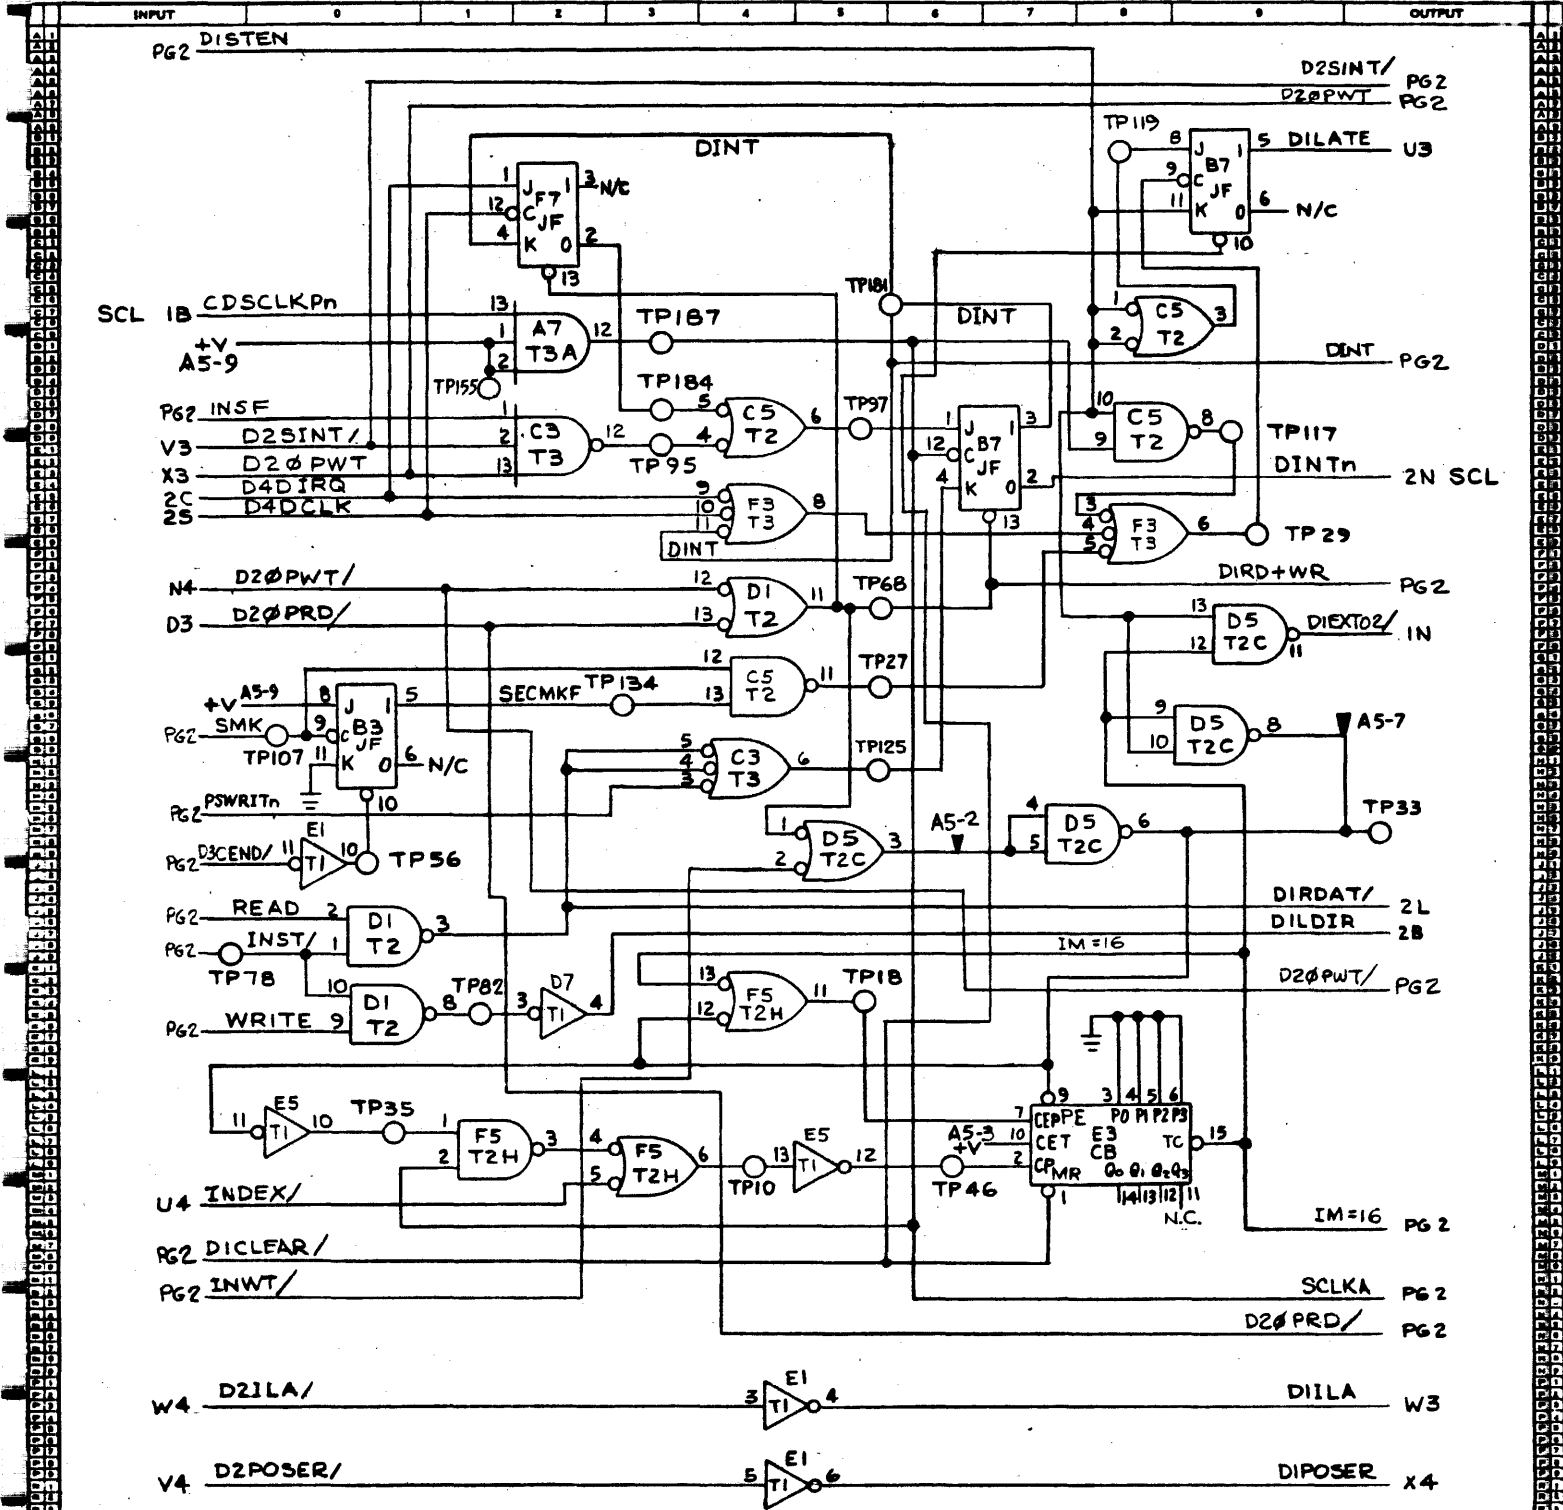 INPUT 0 1 2 3 4 5 6 7 8 9 OUTPUT
PG2 DISTEN
D2SINT/ PG2
D2ØPWT PG2
TP119
DINT
8 J 1 5 DILATE U3
9 C B7
JF
11 K 0 6 N/C
10
1 J 1 3 N/C
12 C F7
JF
4 K 0 2
13
TP181
SCL 1B CDSCLKPn 13
+V 1
A5-9 2
A7
T3A
12 TP187
DINT
1 C5 3
2 T2
DINT PG2
TP155
TP184
PG2 INSF 1
V3 D2SINT/ 2
X3 D2ØPWT 13
C3
T3
12
TP95
5 C5 6
4 T2
TP97
1 J 3
12 C B7
JF
4 K 0 2
13
10 C5 8
9 T2
TP117
DINTn 2N SCL
2C D4DIRQ
2S D4DCLK
9
10 F3 8
11 T3
DINT
3
4 F3 6
5 T3
TP29
DIRD+WR PG2
N4 D2ØPWT/ 12
D3 D2ØPRD/ 13
D1
T2
11 TP68
13 D5
12 T2C
11
DIEXTO2/ 1N
12 C5 11
13 T2
TP27
+V A5-9 8 J 1 5 SECMKF TP134
PG2 SMK 9 C B3
JF
TP107 11 K 0 6 N/C
10
9 D5 8
10 T2C
A5-7
5
4 C3 6
3 T3
TP125
PG2 PSWRITn
PG2 D3CEND/ 11 E1
T1
10 TP56
1 D5 3
2 T2C
A5-2
4 D5 6
5 T2C
TP33
PG2 READ 2
PG2 INST/ 1
D1
T2
3
TP78
DIRDAT/ 2L
DILDIR 2B
IM=16
D2ØPWT/ PG2
10 D1 8
PG2 WRITE 9 T2
TP82
3 D7
T1
4
13 F5 11
12 T2H
TP18
11 E5
T1
10 TP35
1 F5 3
2 T2H
4 F5 6
5 T2H
TP10
13 E5
T1
12
TP46
9 3 4 5 6
7 CEP PE P0 P1 P2 P3
A5-3 +V 10 CET E3 TC 15
CB
2 CP MR Q0 Q1 Q2 Q3
1 14 13 12 11
N.C.
U4 INDEX/
IM=16 PG2
PG2 DICLEAR/
PG2 INWT/
SCLKA PG2
D2ØPRD/ PG2
W4 D2ILA/ 3 E1
T1
4 DIILA W3
V4 D2POSER/ 5 E1
T1
6 DIPOSER X4